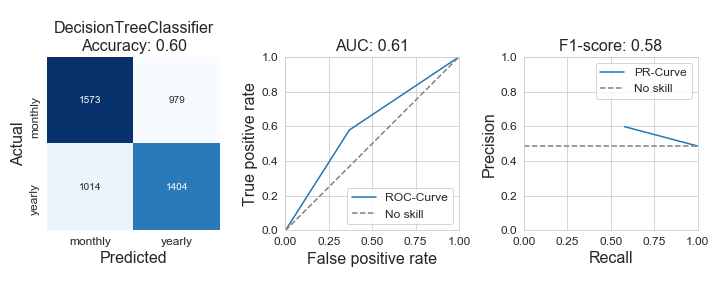 DecisionTreeClassifier
Accuracy: 0.60
Actual
monthly
yearly
1573
979
1014
1404
monthly
yearly
Predicted
AUC: 0.61
True positive rate
1.0
0.8
0.6
0.4
0.2
0.0
ROC-Curve
No skill
0.00
0.25
0.50
0.75
1.00
False positive rate
F1-score: 0.58
Precision
1.0
0.8
0.6
0.4
0.2
0.0
PR-Curve
No skill
0.00
0.25
0.50
0.75
1.00
Recall